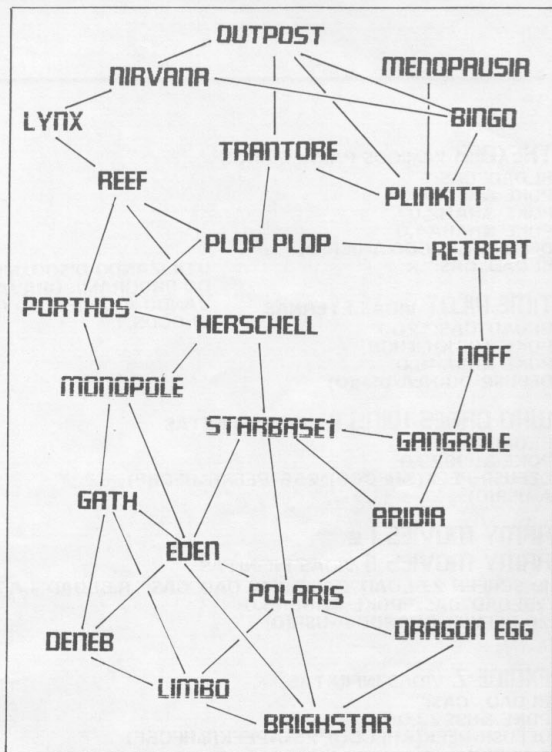 OUTPOST
MENOPAUSIA
NIRVANA
BINGO
LYNX
TRANTORE
REEF
PLINKITT
PLOP PLOP
RETREAT
PORTHOS
HERSCHELL
NAFF
MONOPOLE
STARBASE1
GANGROLE
GATH
ARIDIA
EDEN
POLARIS
DENEB
DRAGON EGG
LIMBO
BRIGHSTAR